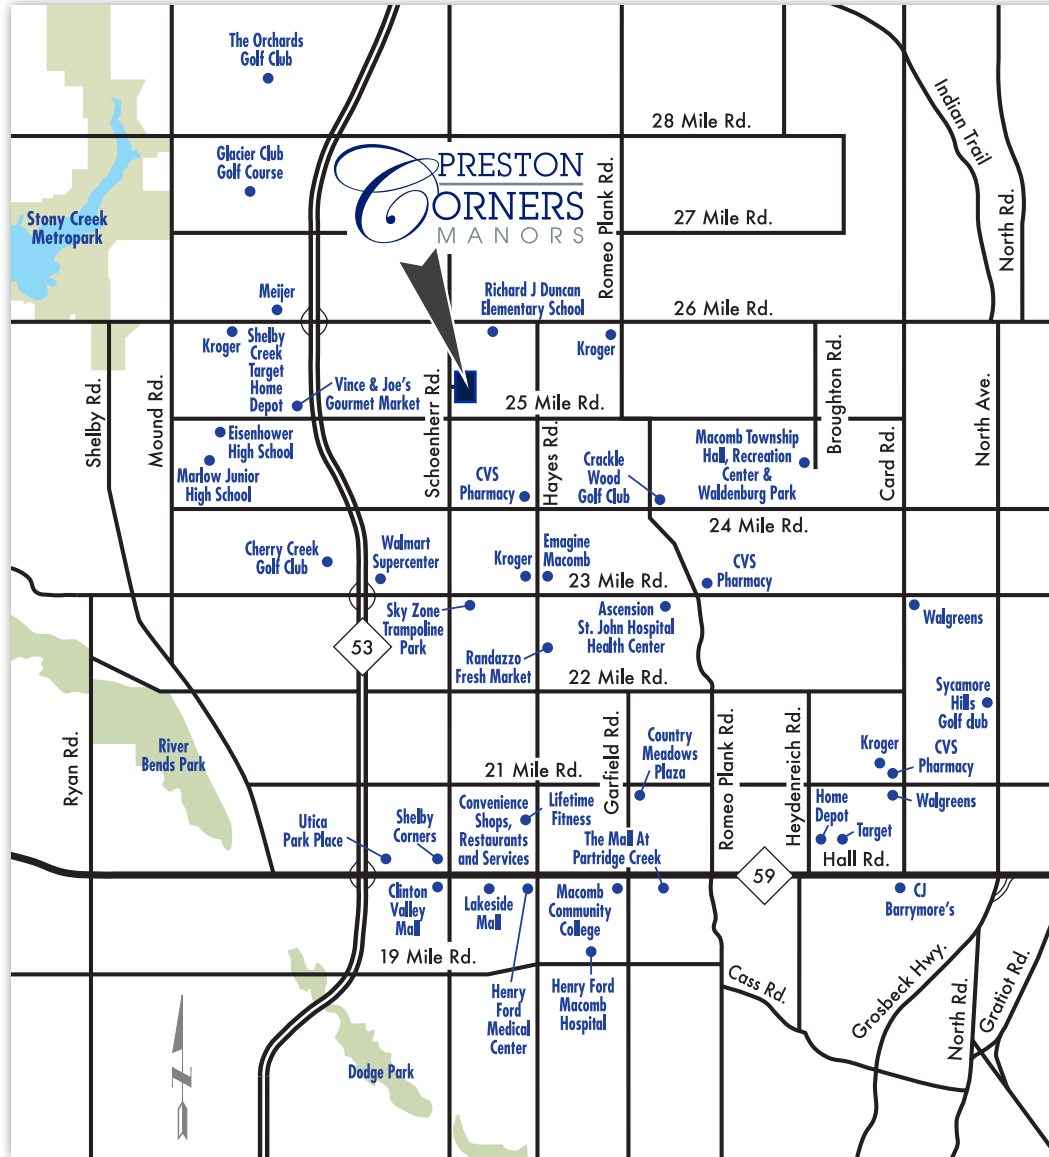 The Orchards
Golf Club
28 Mile Rd.
Indian Trail
Glacier Club
Golf Course
PRESTON
CORNERS
MANORS
Romeo Plank Rd.
27 Mile Rd.
North Rd.
Stony Creek
Metropark
Meijer
Richard J Duncan
Elementary School
26 Mile Rd.
Kroger
Shelby
Creek
Target
Home
Depot
Kroger
Vince & Joe's
Gourmet Market
25 Mile Rd.
Shelby Rd.
Mound Rd.
Schoenherr Rd.
Hayes Rd.
Broughton Rd.
Card Rd.
North Ave.
Eisenhower
High School
Marlow Junior
High School
CVS
Pharmacy
Crackle
Wood
Golf Club
Macomb Township
Hall, Recreation
Center &
Waldenburg Park
24 Mile Rd.
Cherry Creek
Golf Club
Walmart
Supercenter
Kroger
Emagine
Macomb
23 Mile Rd.
CVS
Pharmacy
Sky Zone
Trampoline
Park
Ascension
St. John Hospital
Health Center
Walgreens
53
Randazzo
Fresh Market
22 Mile Rd.
Sycamore
Hills
Golf club
Ryan Rd.
River
Bends Park
Garfield Rd.
Country
Meadows
Plaza
Romeo Plank Rd.
Heydenreich Rd.
Kroger
CVS
Pharmacy
21 Mile Rd.
Utica
Park Place
Shelby
Corners
Convenience
Shops,
Restaurants
and Services
Lifetime
Fitness
The Mall At
Partridge Creek
Home
Depot
Target
Walgreens
Hall Rd.
59
Clinton
Valley
Mall
Lakeside
Mall
Macomb
Community
College
CJ
Barrymore's
19 Mile Rd.
Henry
Ford
Medical
Center
Henry Ford
Macomb
Hospital
Cass Rd.
Grosbeck Hwy.
North Rd.
Gratiot Rd.
Dodge Park
N